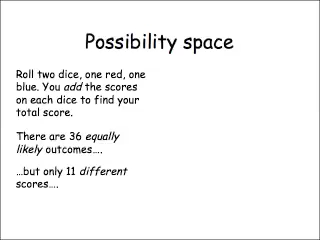 Possibility space
Roll two dice, one red, one
blue. You add the scores
on each dice to find your
total score.
There are 36 equally
likely outcomes….
…but only 11 different
scores….